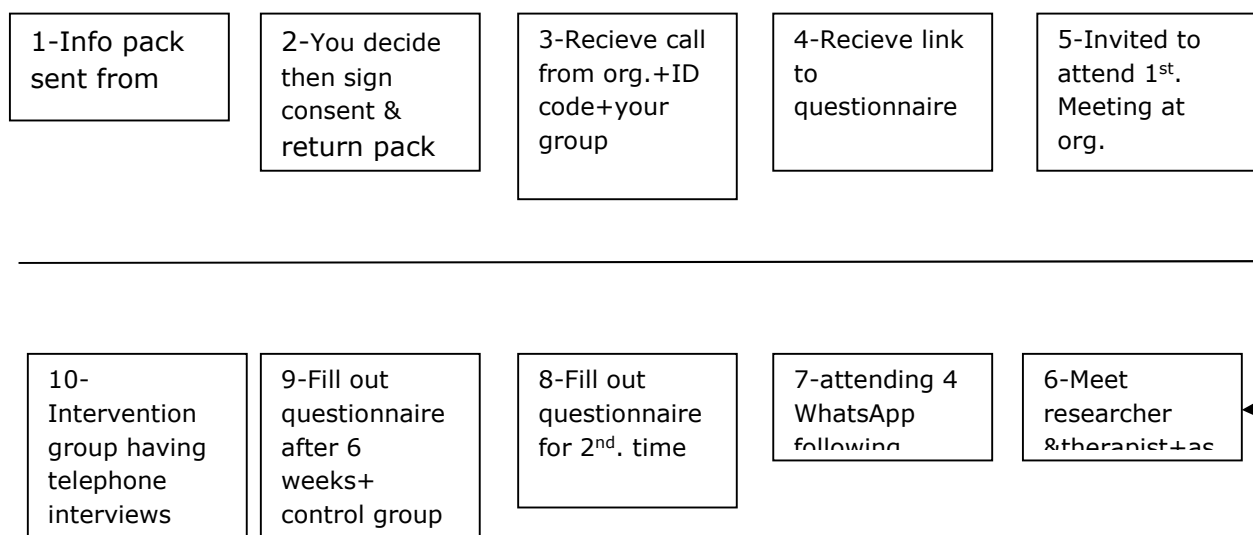 1-Info pack
sent from
2-You decide
then sign
consent &
return pack
3-Recieve call
from org.+ID
code+your
group
4-Recieve link
to
questionnaire
5-Invited to
attend 1st.
Meeting at
org.
6-Meet
researcher
&therapist+as
7-attending 4
WhatsApp
following
8-Fill out
questionnaire
for 2nd. time
9-Fill out
questionnaire
after 6
weeks+
control group
10-
Intervention
group having
telephone
interviews